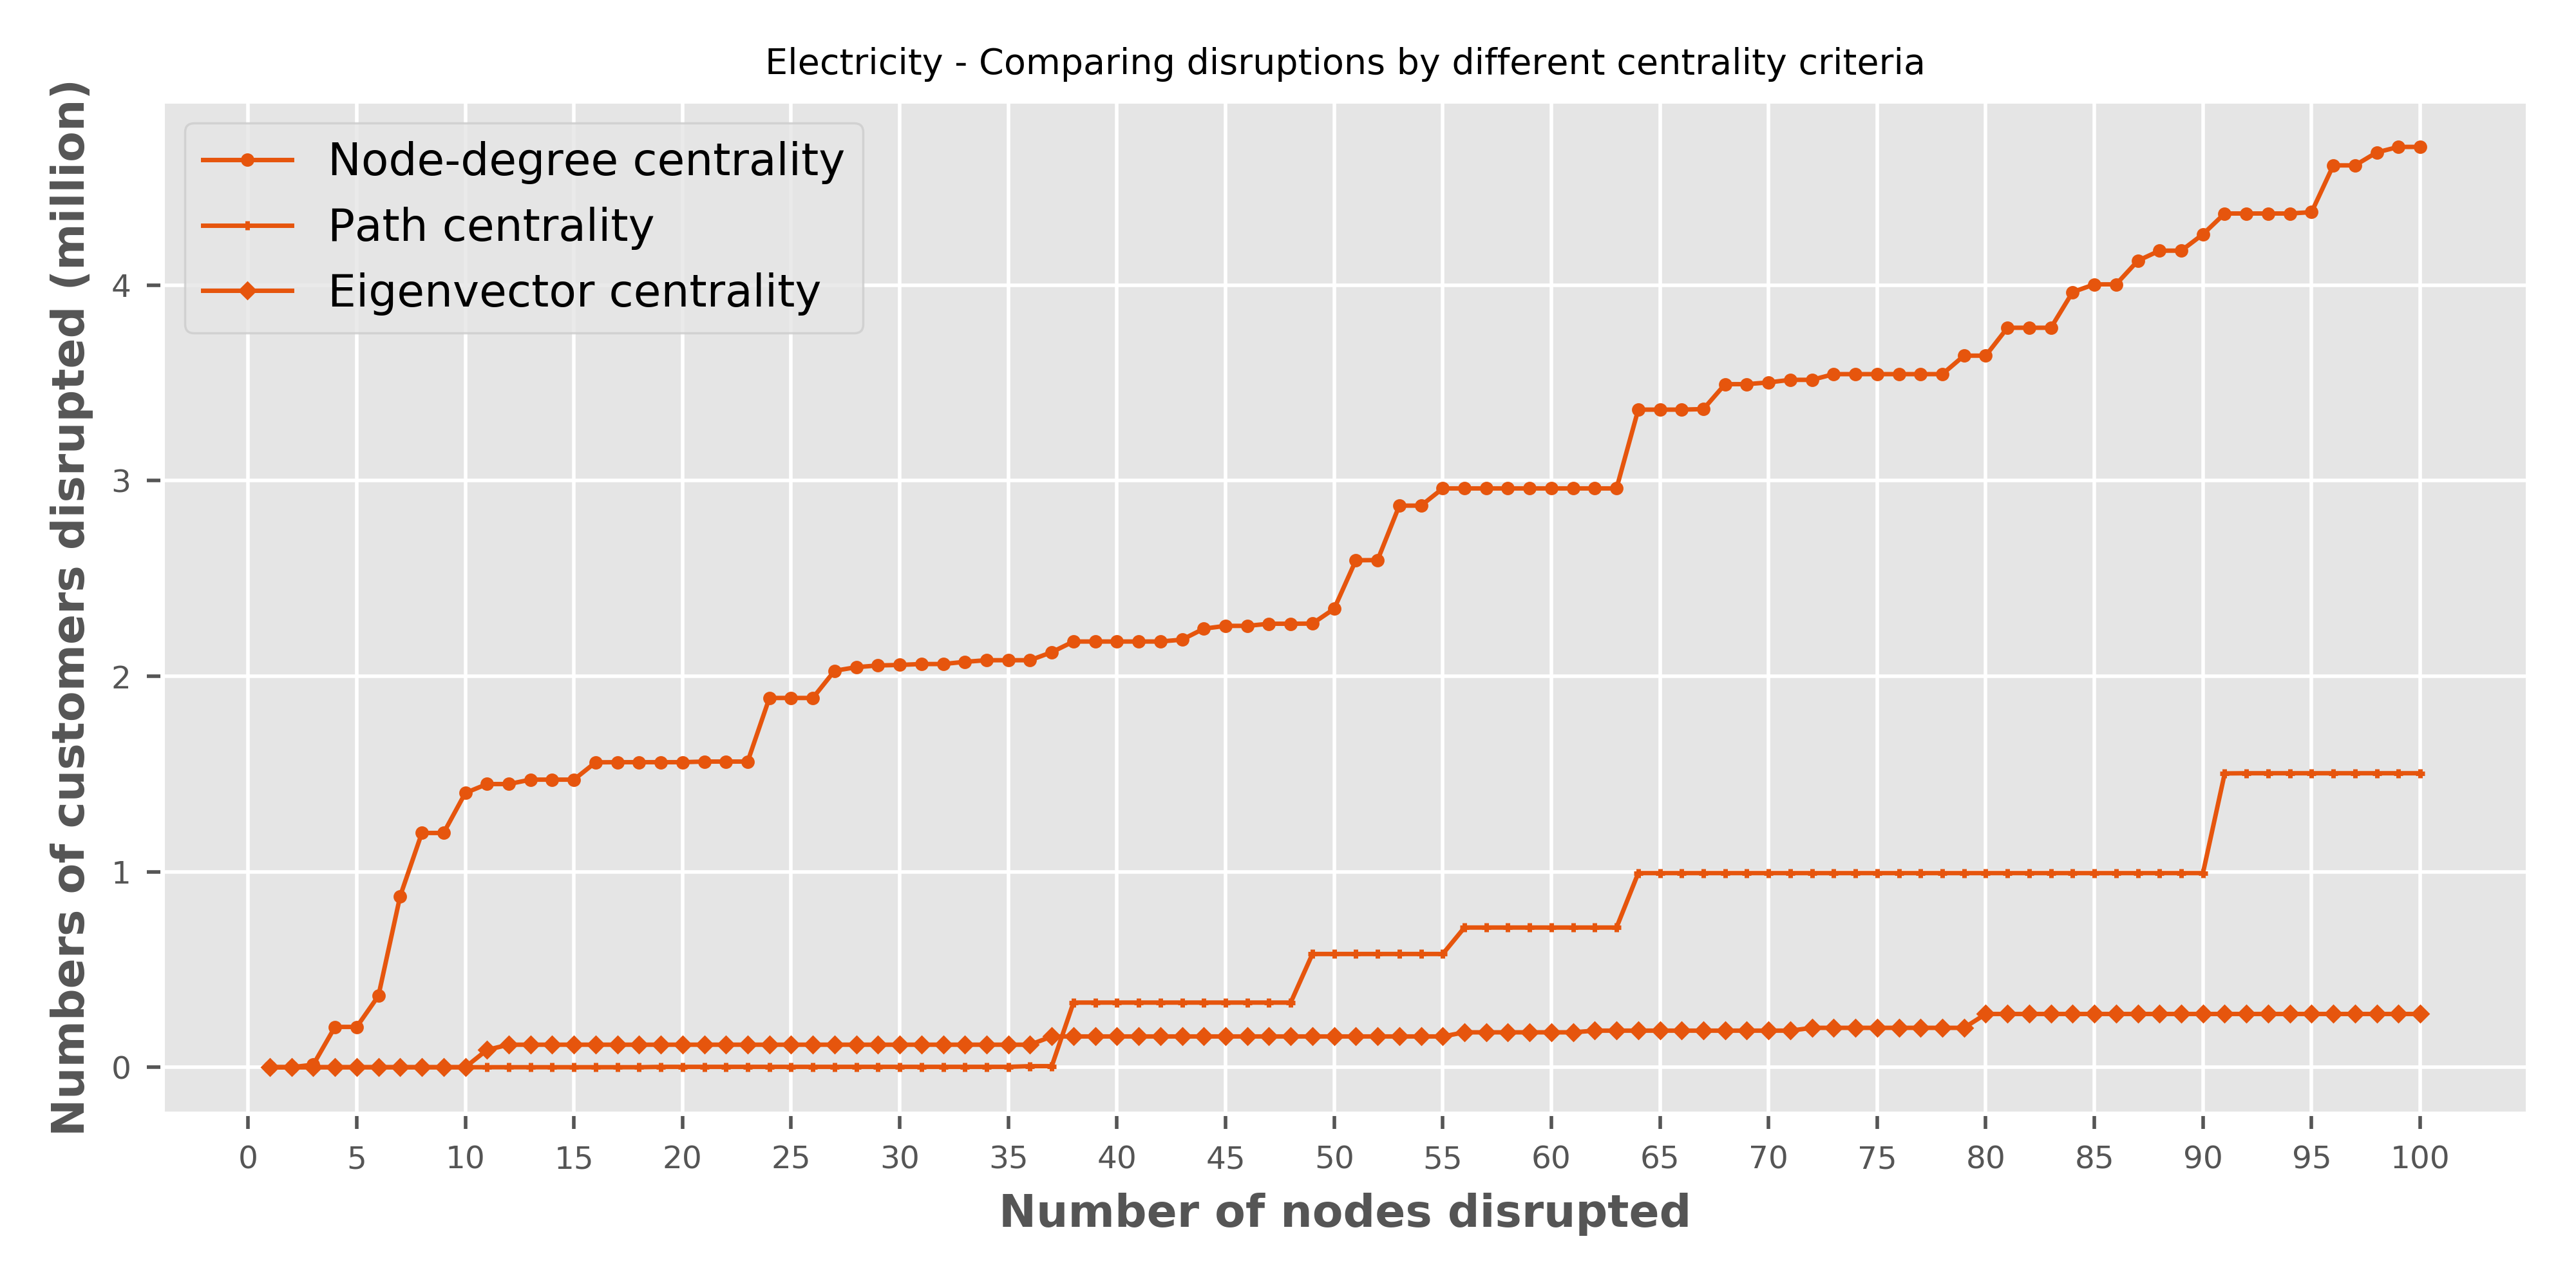 Electricity - Comparing disruptions by different centrality criteria
Numbers of customers disrupted (million)
Node-degree centrality
Path centrality
Eigenvector centrality
4
3
2
1
0
0 5 10 15 20 25 30 35 40 45 50 55 60 65 70 75 80 85 90 95 100
Number of nodes disrupted